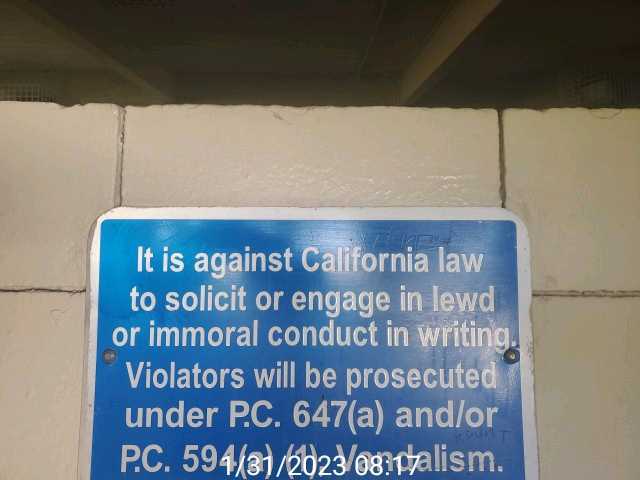 It is against California law
to solicit or engage in lewd
or immoral conduct in writing.
Violators will be prosecuted
under P.C. 647(a) and/or
P.C. 594(a) (1) Vandalism.
1/31/2023 08:17